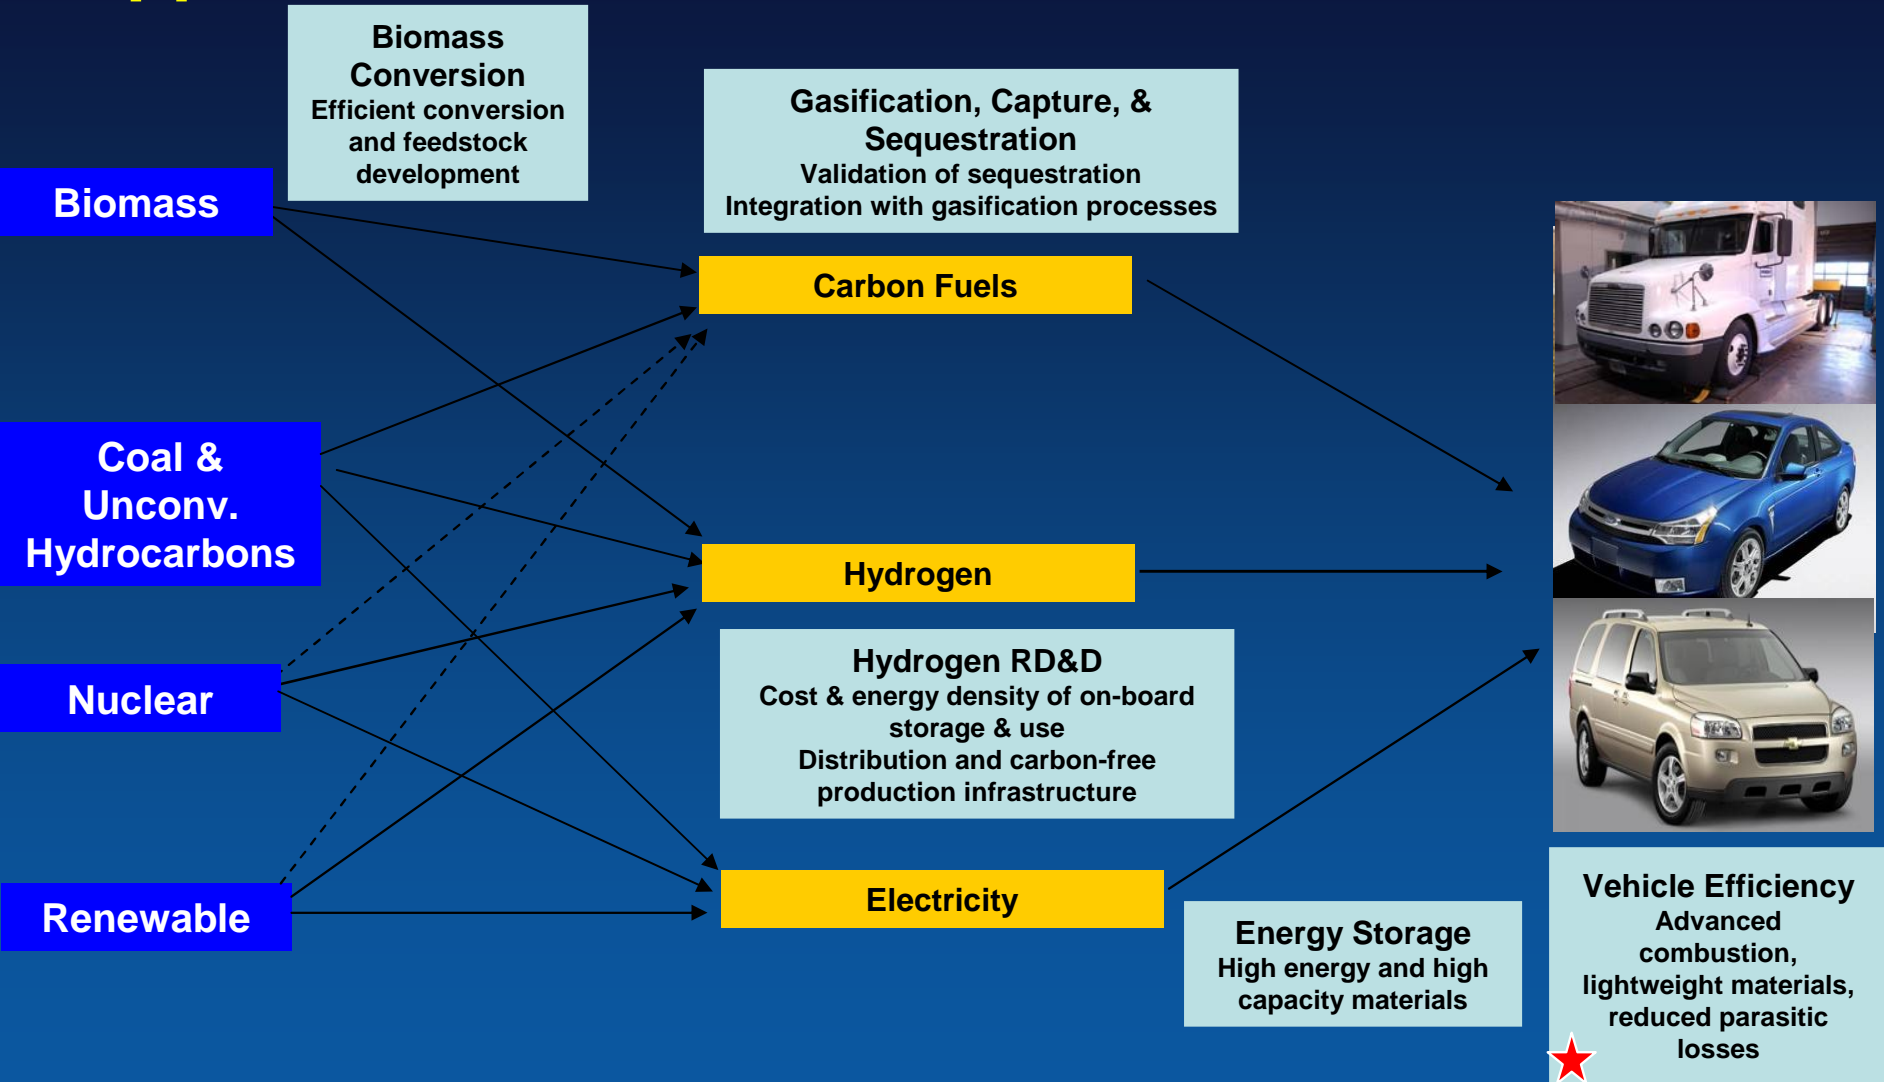 Biomass
Conversion
Efficient conversion
and feedstock
development
Gasification, Capture, &
Sequestration
Validation of sequestration
Integration with gasification processes
Biomass
Carbon Fuels
Coal &
Unconv.
Hydrocarbons
Hydrogen
Hydrogen RD&D
Cost & energy density of on-board
storage & use
Distribution and carbon-free
production infrastructure
Nuclear
Electricity
Renewable
Energy Storage
High energy and high
capacity materials
Vehicle Efficiency
Advanced
combustion,
lightweight materials,
reduced parasitic
losses